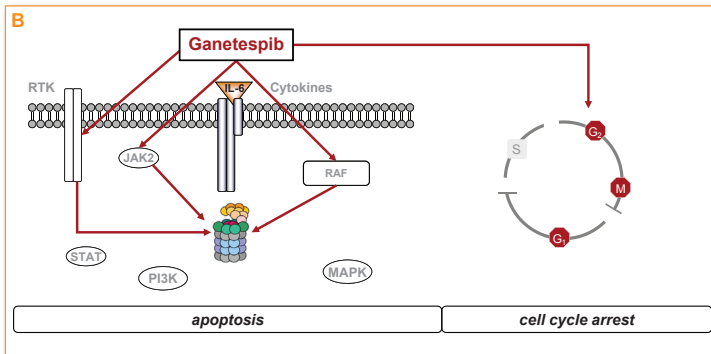 B
Ganetespib
RTK
IL-6
Cytokines
JAK2
RAF
STAT
PI3K
MAPK
S
G2
M
G1
apoptosis
cell cycle arrest